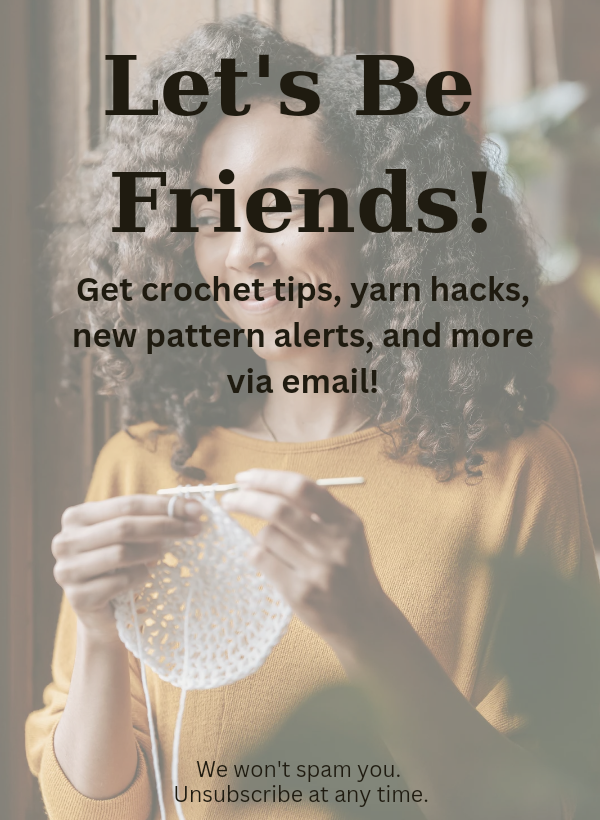 Let's Be
Friends!
Get crochet tips, yarn hacks,
new pattern alerts, and more
via email!
We won't spam you.
Unsubscribe at any time.